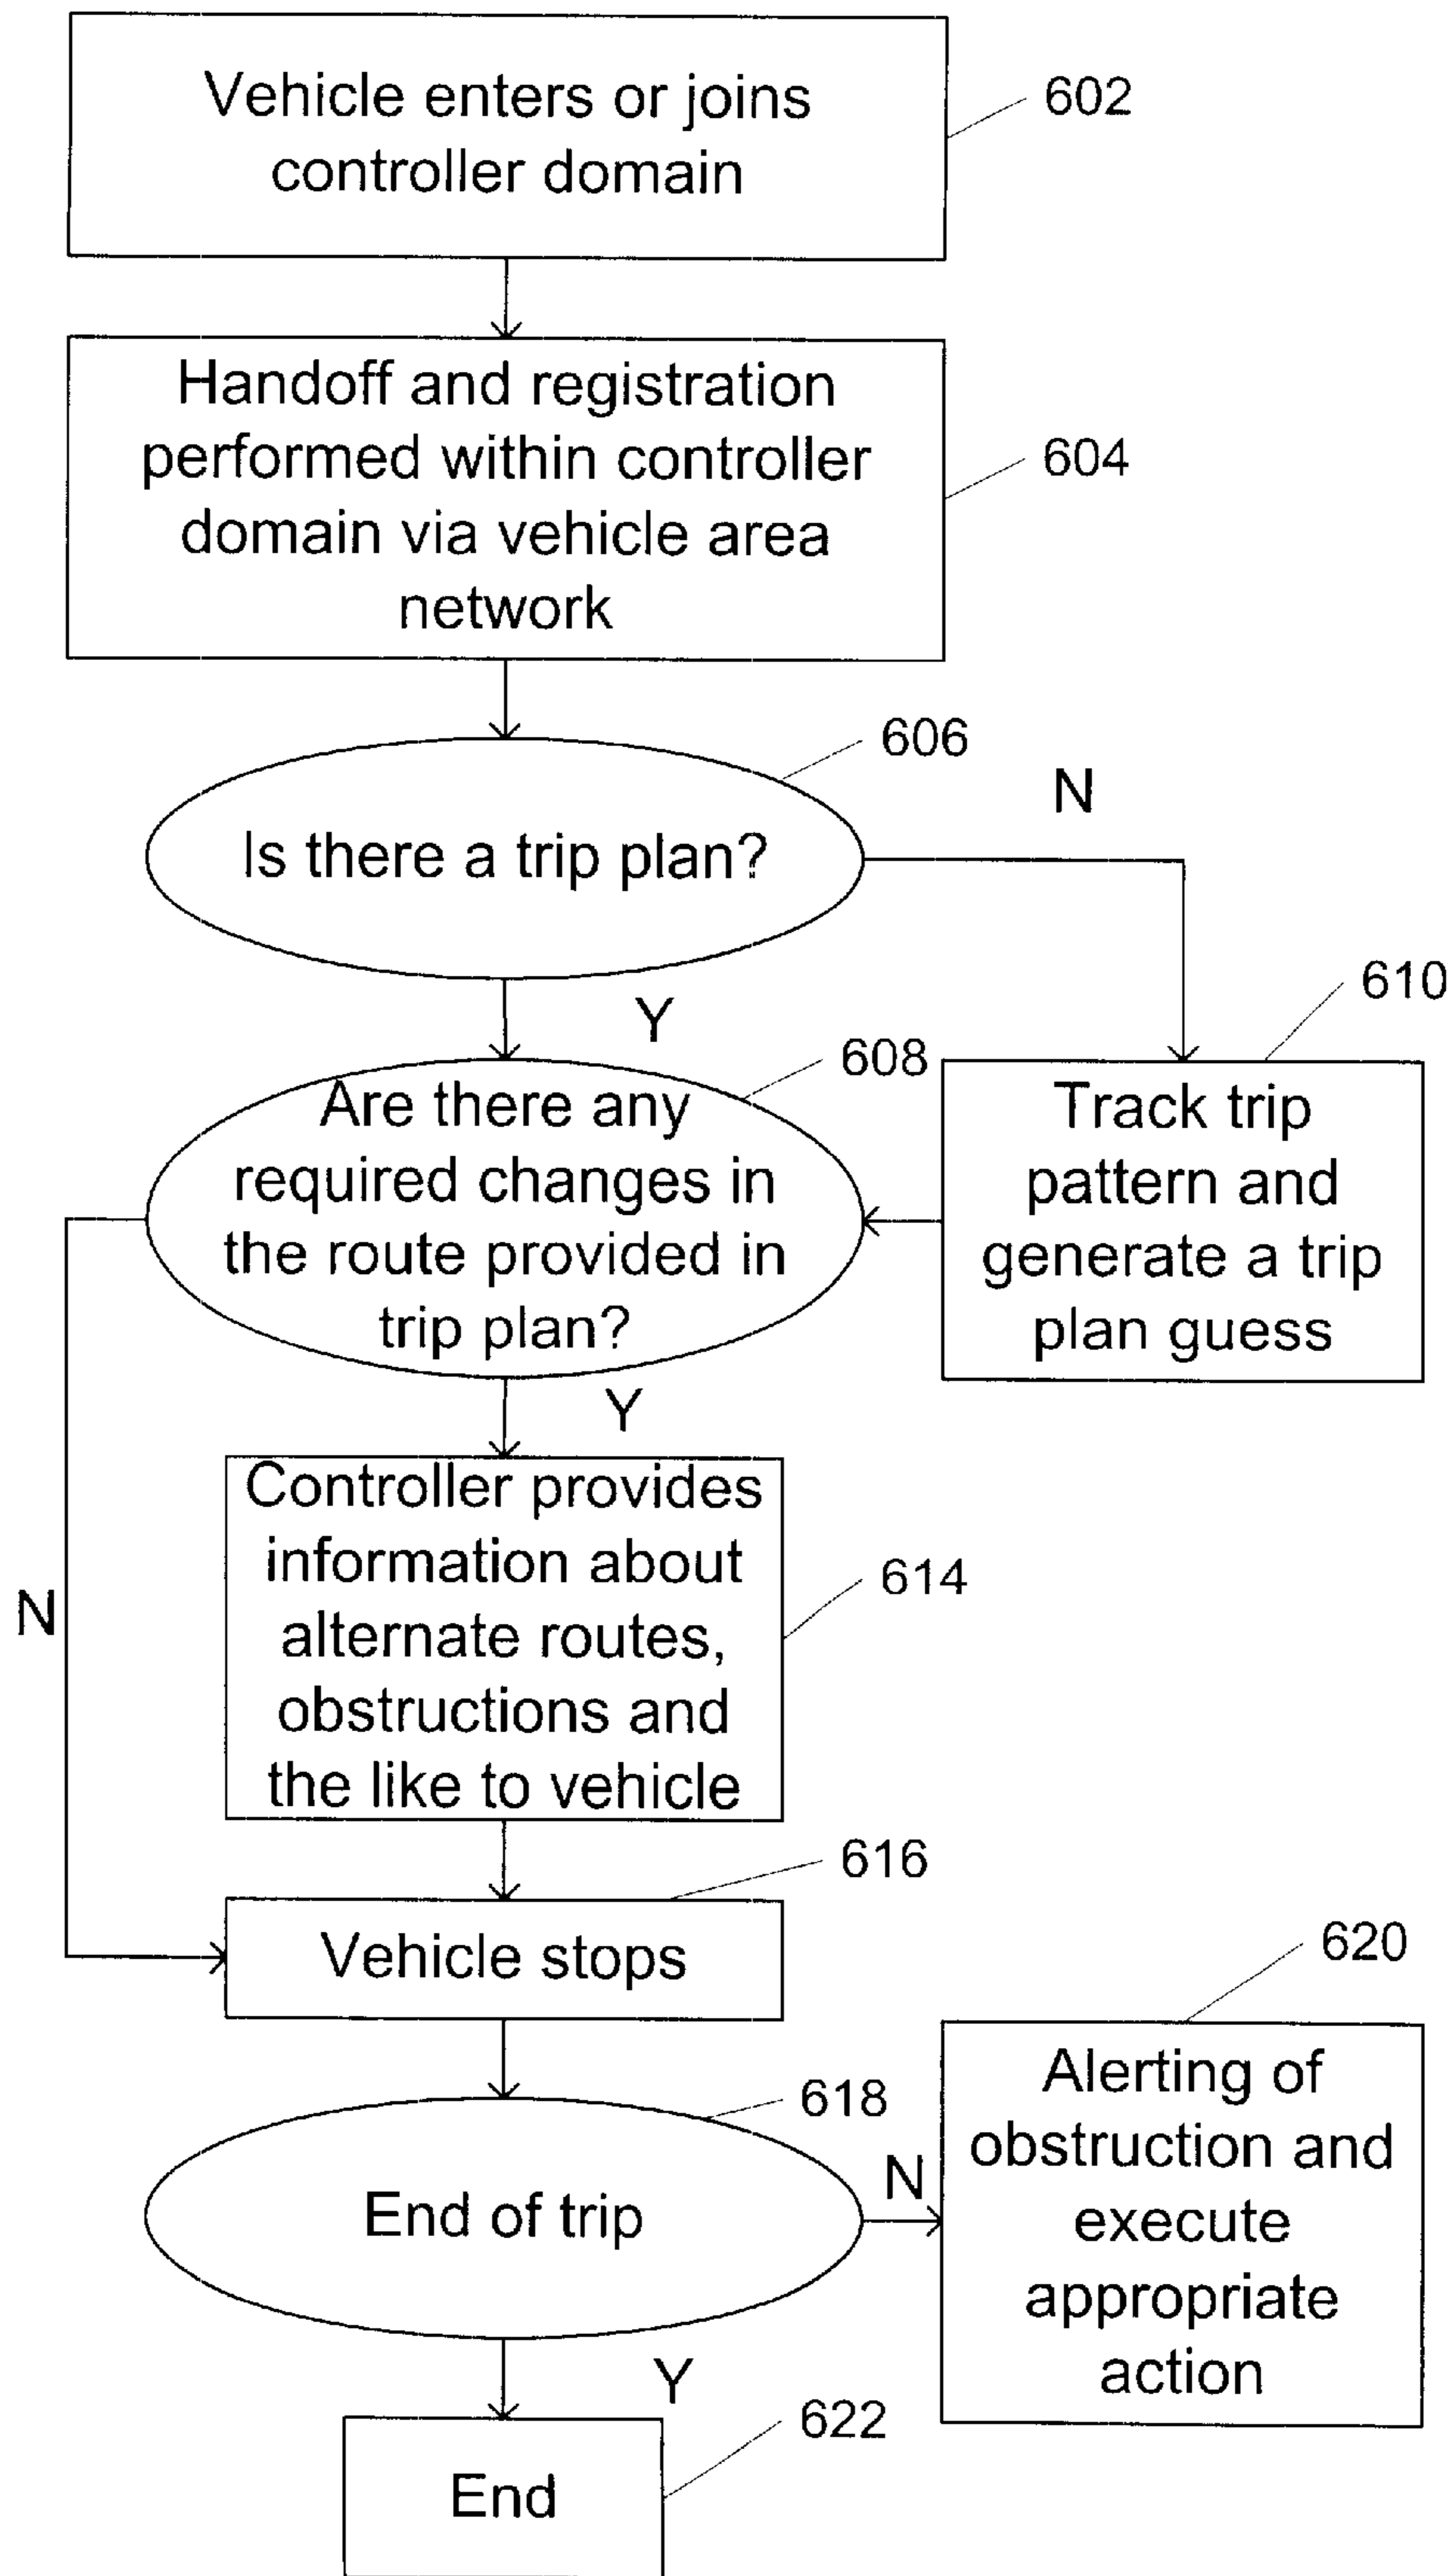 Vehicle enters or joins
controller domain
602
Handoff and registration
performed within controller
domain via vehicle area
network
604
606
Is there a trip plan?
N
Y
608
Are there any
required changes in
the route provided in
trip plan?
610
Track trip
pattern and
generate a trip
plan guess
Y
N
Controller provides
information about
alternate routes,
obstructions and
the like to vehicle
614
616
Vehicle stops
618
End of trip
N
620
Alerting of
obstruction and
execute
appropriate
action
Y
622
End